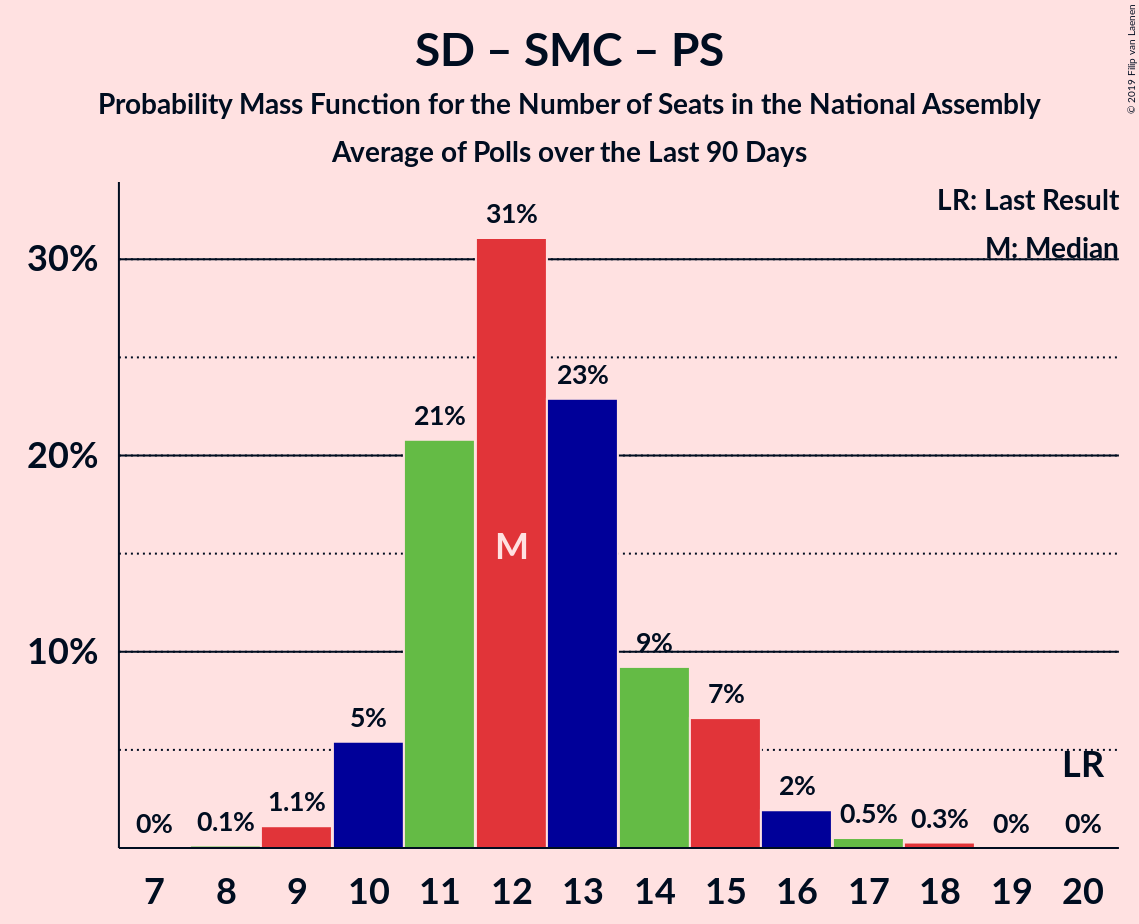 SD – SMC – PS
Probability Mass Function for the Number of Seats in the National Assembly
Average of Polls over the Last 90 Days
© 2019 Filip van Laenen
LR: Last Result
M: Median
30%
20%
10%
0%
0.1%
1.1%
5%
21%
31%
23%
9%
7%
2%
0.5%
0.3%
0%
0%
M
LR
7 8 9 10 11 12 13 14 15 16 17 18 19 20